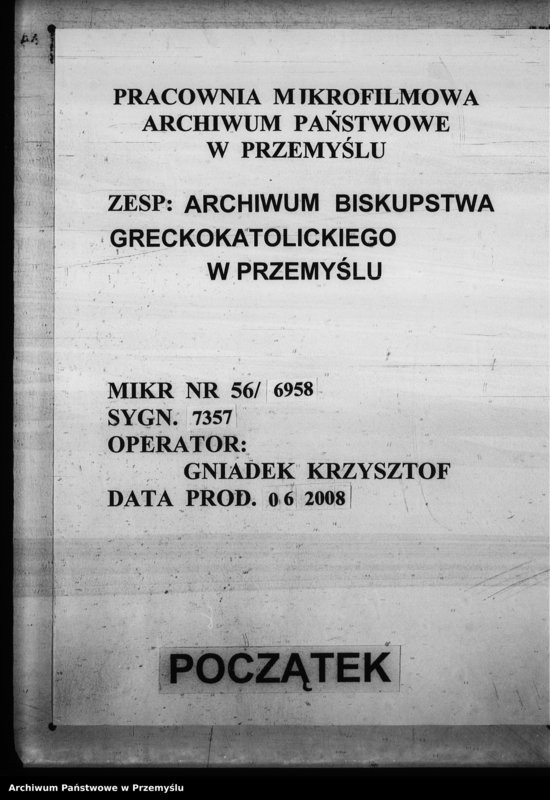 PRACOWNIA MIKROFILMOWA
ARCHIWUM PAŃSTWOWE
W PRZEMYŚLU
ZESP: ARCHIWUM BISKUPSTWA
GRECKOKATOLICKIEGO
W PRZEMYŚLU
MIKR NR 56/ 6958
SYGN. 7357
OPERATOR:
GNIADEK KRZYSZTOF
DATA PROD. 06 2008
POCZĄTEK
Archiwum Państwowe w Przemyślu